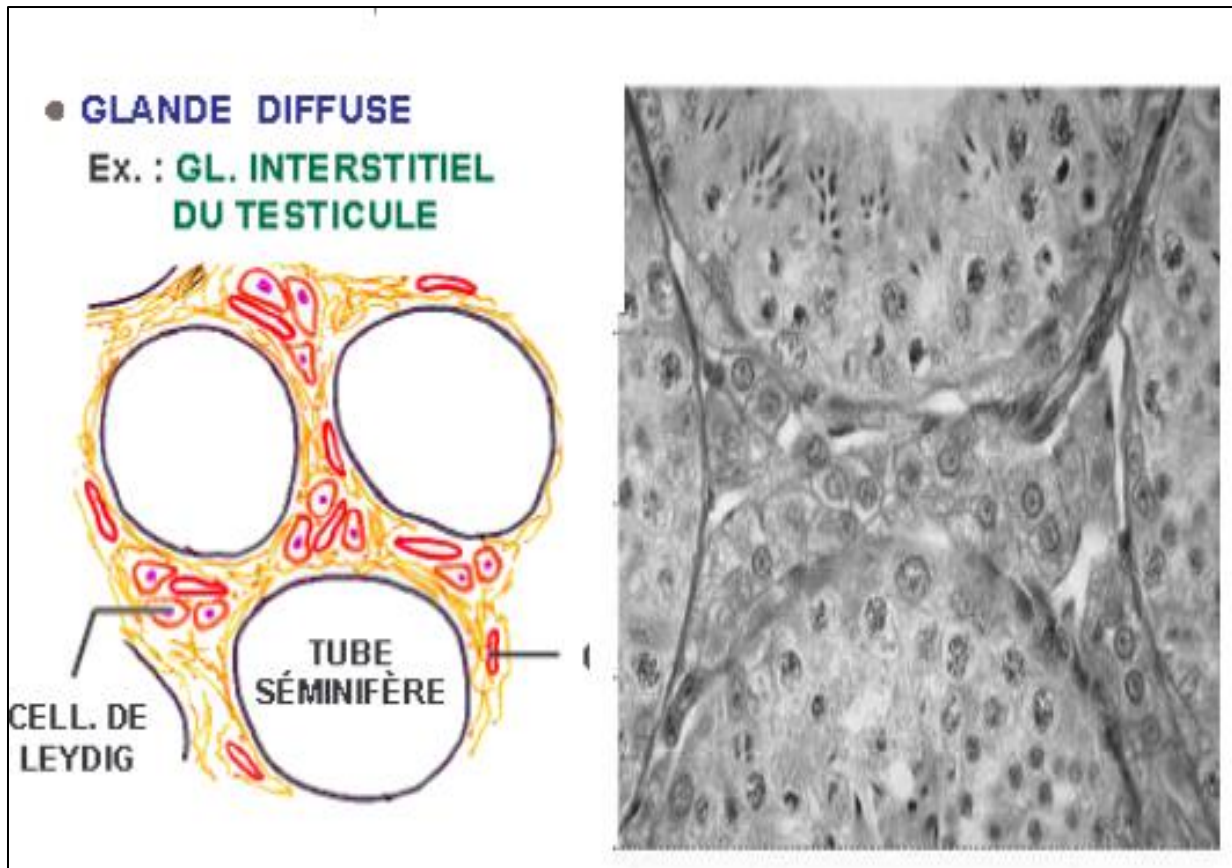 • GLANDE DIFFUSE
Ex. : GL. INTERSTITIEL
DU TESTICULE
TUBE
SÉMINIFÈRE
CELL. DE
LEYDIG